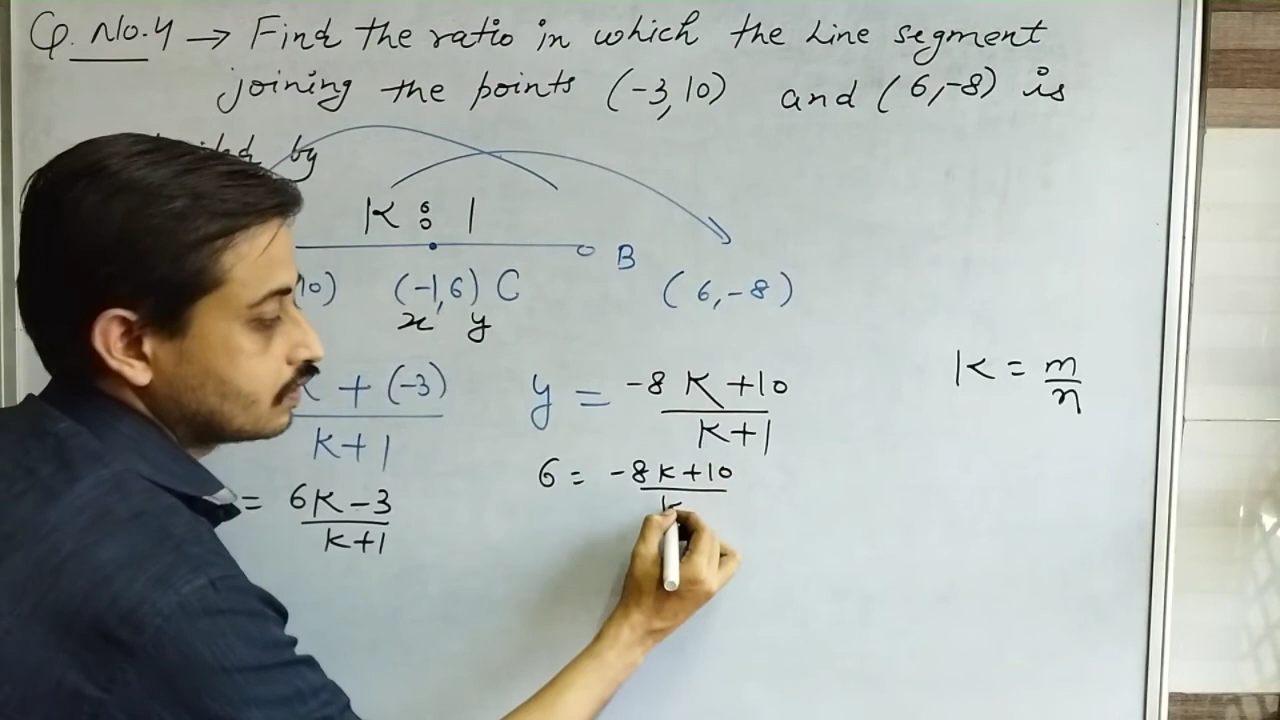 Q. No. 4 → Find the ratio in which the Line segment
joining the points (-3,10) and (6,-8) is
by
K : 1
B
10) (-1,6) C (6,-8)
x y
K + (-3) / K+1 y = -8K+10 / K+1 K = m/n
= 6K-3 / K+1 6 = -8K+10 / K